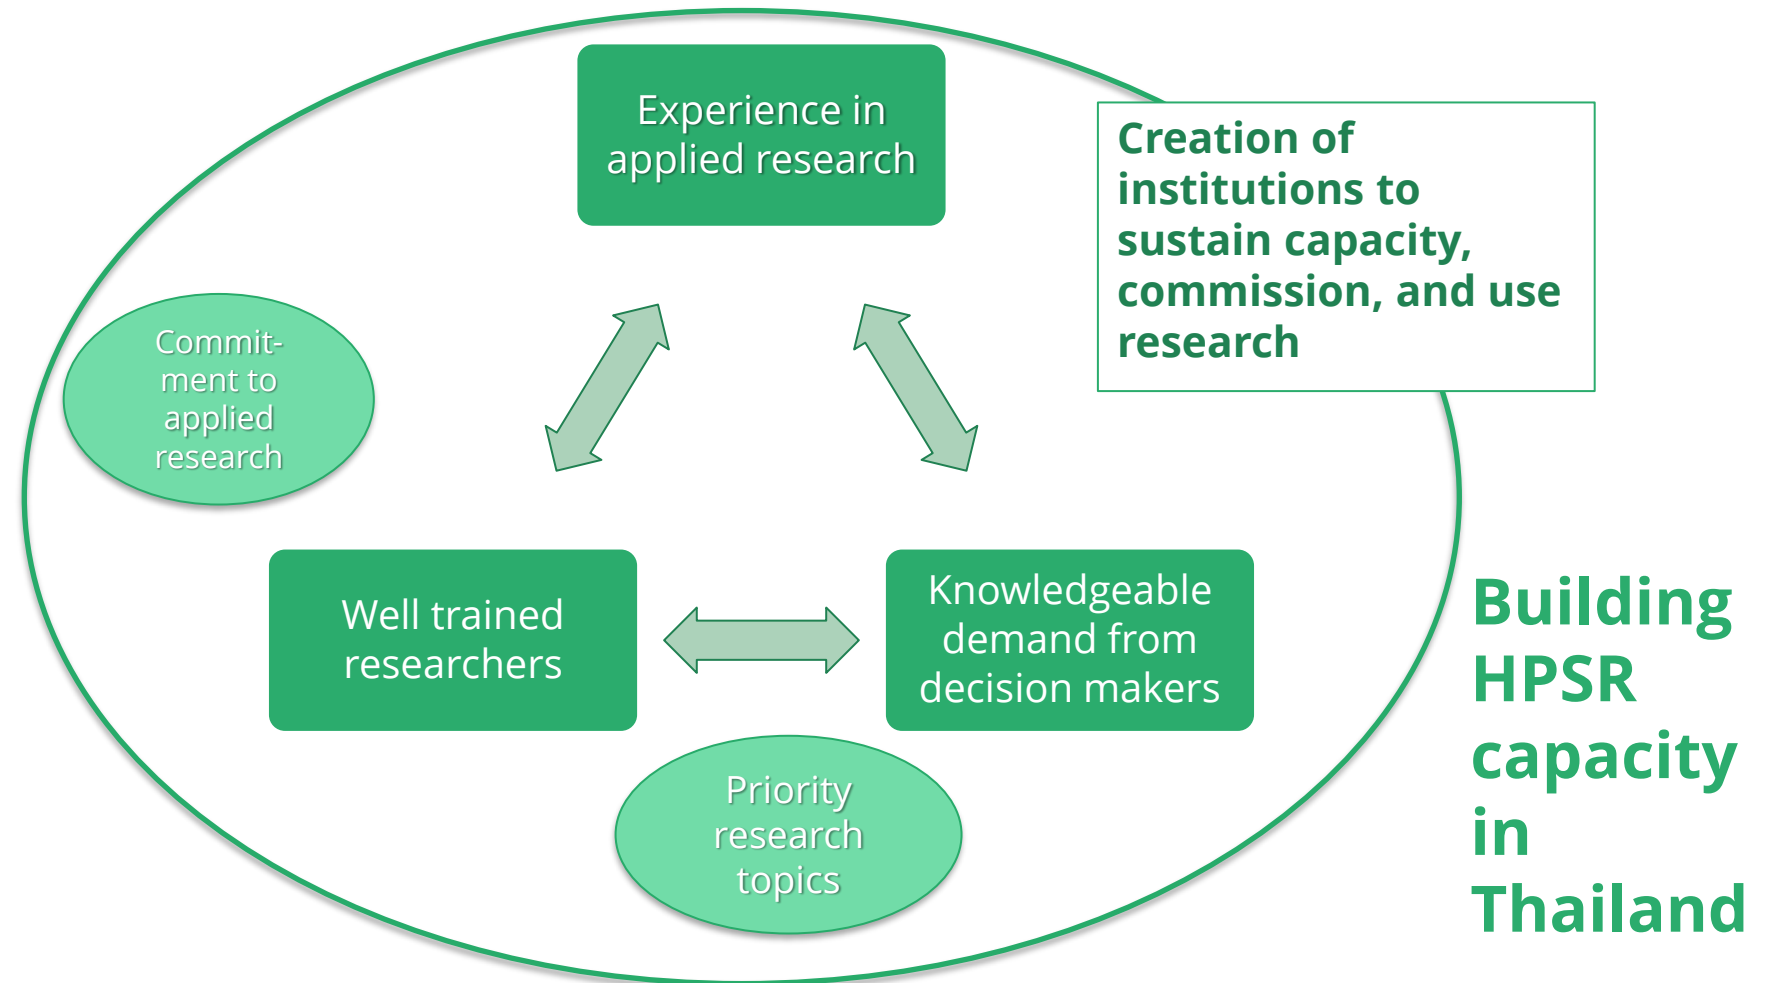 Experience in
applied research
Creation of
institutions to
sustain capacity,
commission, and use
research
Commit-
ment to
applied
research
Well trained
researchers
Knowledgeable
demand from
decision makers
Priority
research
topics
Building
HPSR
capacity
in
Thailand